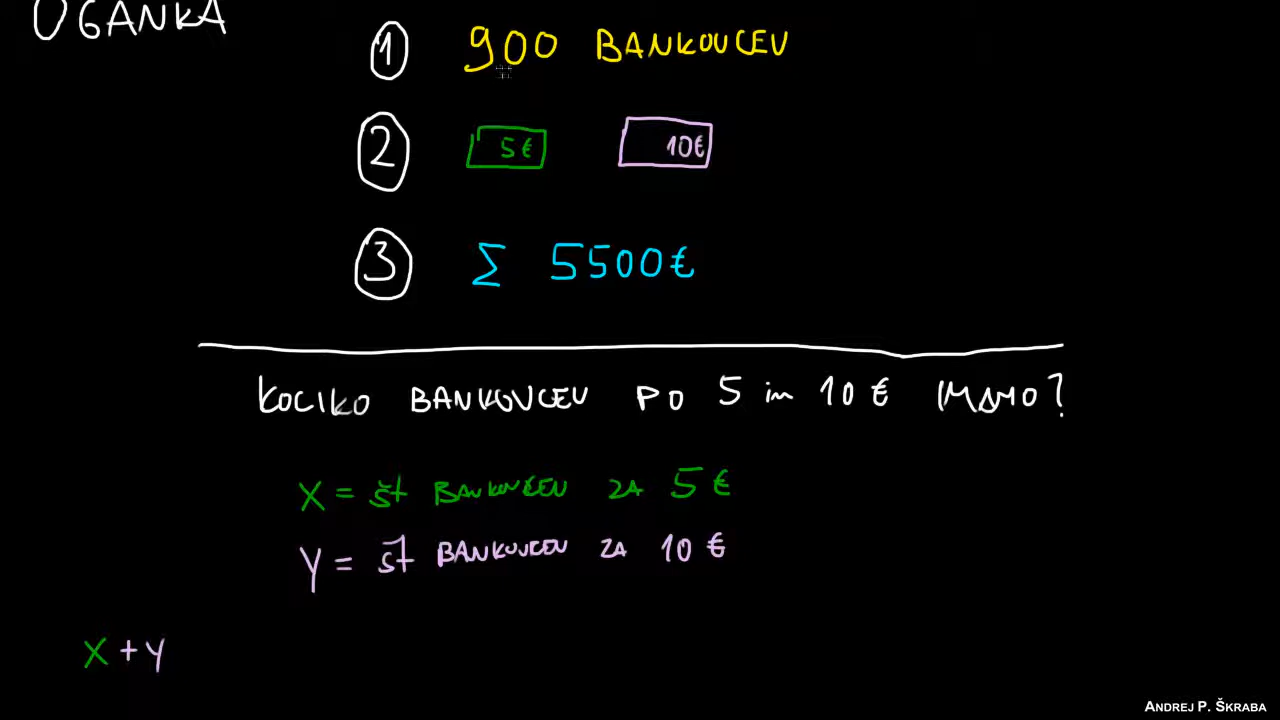 UGANKA
1 900 BANKOVCEV
2 5€ 10€
3 Σ 5500€
KOLIKO BANKOVCEV PO 5 in 10 € IMAMO?
X = št BANKOVCEV ZA 5 €
Y = št BANKOVCEV ZA 10 €
X + Y
ANDREJ P. ŠKRABA